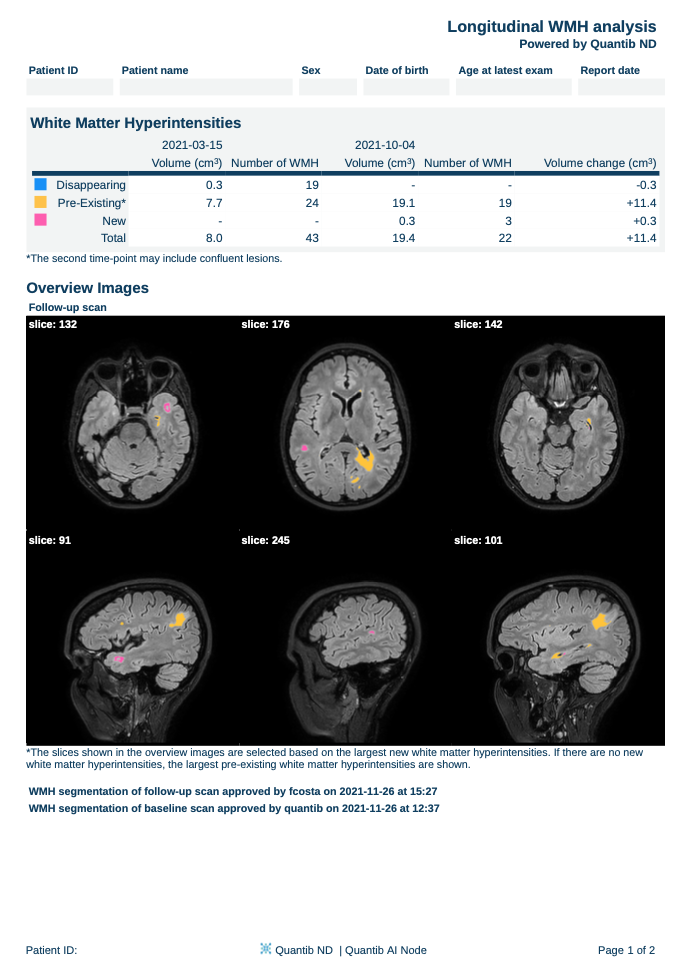 Longitudinal WMH analysis
Powered by Quantib ND
Patient ID Patient name Sex Date of birth Age at latest exam Report date
White Matter Hyperintensities
2021-03-15 2021-10-04
Volume (cm³) Number of WMH Volume (cm³) Number of WMH Volume change (cm³)
Disappearing 0.3 19 - - -0.3
Pre-Existing* 7.7 24 19.1 19 +11.4
New - - 0.3 3 +0.3
Total 8.0 43 19.4 22 +11.4
*The second time-point may include confluent lesions.
Overview Images
Follow-up scan
slice: 132 slice: 176 slice: 142
slice: 91 slice: 245 slice: 101
*The slices shown in the overview images are selected based on the largest new white matter hyperintensities. If there are no new
white matter hyperintensities, the largest pre-existing white matter hyperintensities are shown.
WMH segmentation of follow-up scan approved by fcosta on 2021-11-26 at 15:27
WMH segmentation of baseline scan approved by quantib on 2021-11-26 at 12:37
Patient ID: Quantib ND | Quantib AI Node Page 1 of 2